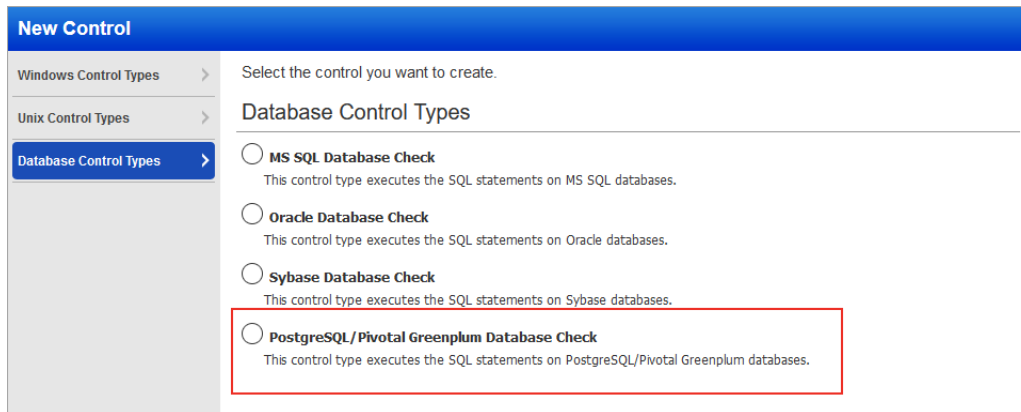 New Control
Windows Control Types
Unix Control Types
Database Control Types
Select the control you want to create.
Database Control Types
MS SQL Database Check
This control type executes the SQL statements on MS SQL databases.
Oracle Database Check
This control type executes the SQL statements on Oracle databases.
Sybase Database Check
This control type executes the SQL statements on Sybase databases.
PostgreSQL/Pivotal Greenplum Database Check
This control type executes the SQL statements on PostgreSQL/Pivotal Greenplum databases.